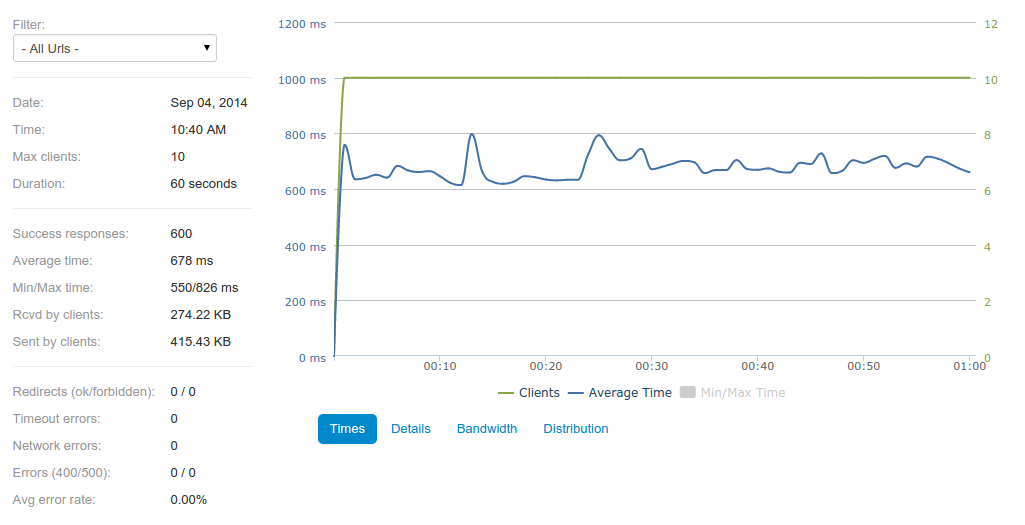 Filter:
- All Urls -
Date: Sep 04, 2014
Time: 10:40 AM
Max clients: 10
Duration: 60 seconds
Success responses: 600
Average time: 678 ms
Min/Max time: 550/826 ms
Rcvd by clients: 274.22 KB
Sent by clients: 415.43 KB
Redirects (ok/forbidden): 0 / 0
Timeout errors: 0
Network errors: 0
Errors (400/500): 0 / 0
Avg error rate: 0.00%
1200 ms 12
1000 ms 10
800 ms 8
600 ms 6
400 ms 4
200 ms 2
0 ms 0
00:10 00:20 00:30 00:40 00:50 01:00
Clients Average Time Min/Max Time
Times Details Bandwidth Distribution